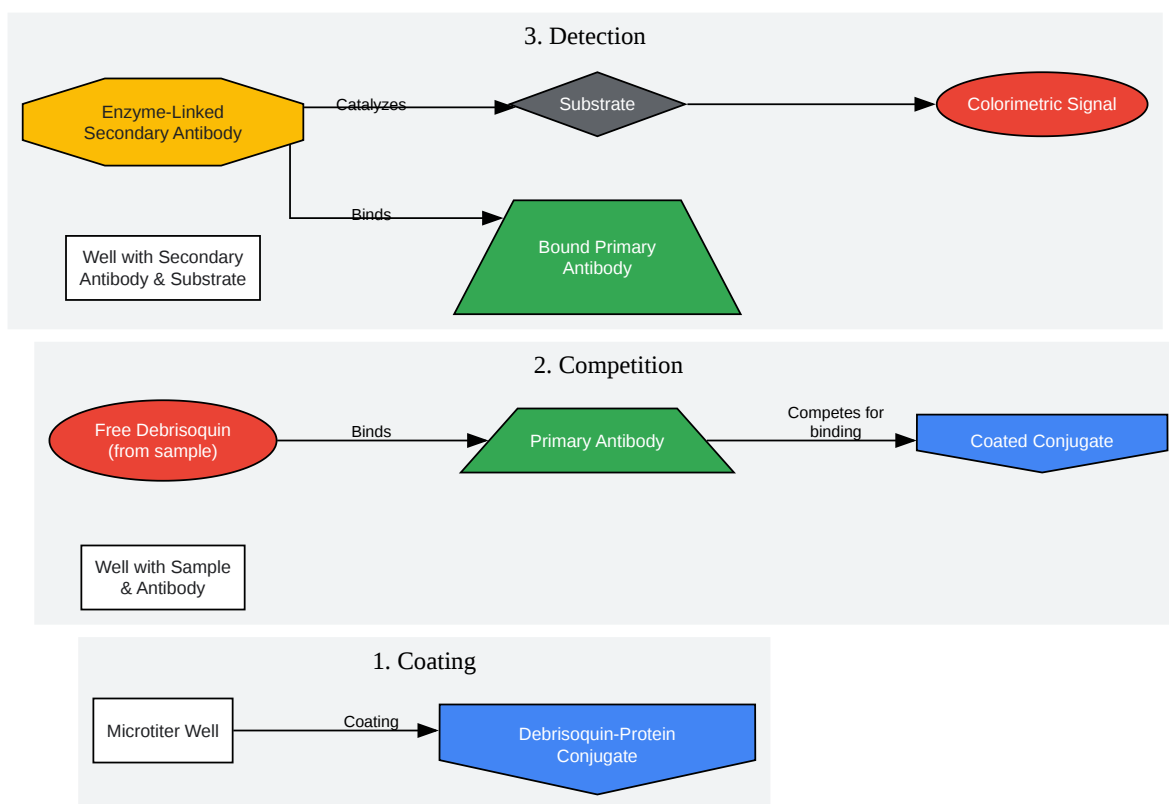 3. Detection
Enzyme-Linked
Secondary Antibody
Catalyzes
Substrate
Colorimetric Signal
Binds
Bound Primary
Antibody
Well with Secondary
Antibody & Substrate
2. Competition
Free Debrisoquin
(from sample)
Binds
Primary Antibody
Competes for
binding
Coated Conjugate
Well with Sample
& Antibody
1. Coating
Microtiter Well
Coating
Debrisoquin-Protein
Conjugate